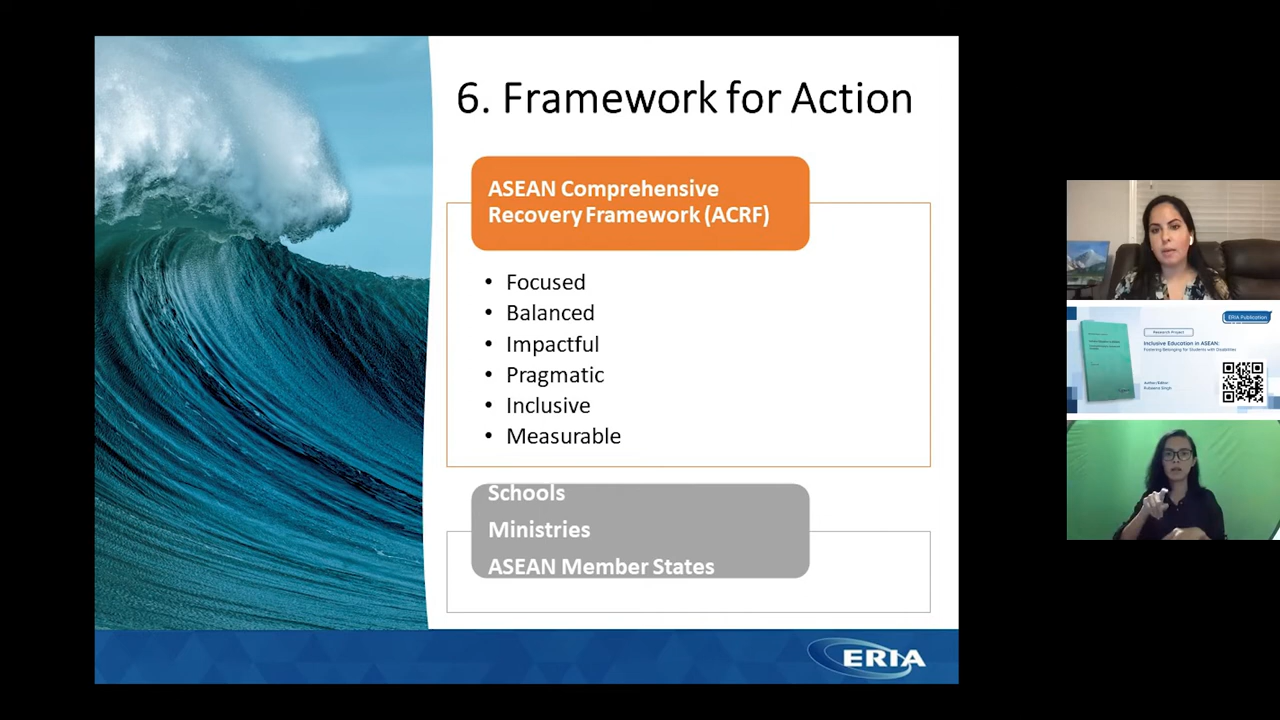 6. Framework for Action
ASEAN Comprehensive
Recovery Framework (ACRF)
• Focused
• Balanced
• Impactful
• Pragmatic
• Inclusive
• Measurable
Schools
Ministries
ASEAN Member States
ERIA
ERIA Publication
Research Project
Inclusive Education in ASEAN:
Fostering Belonging for Students with Disabilities
Author/Editor:
Rubeena Singh